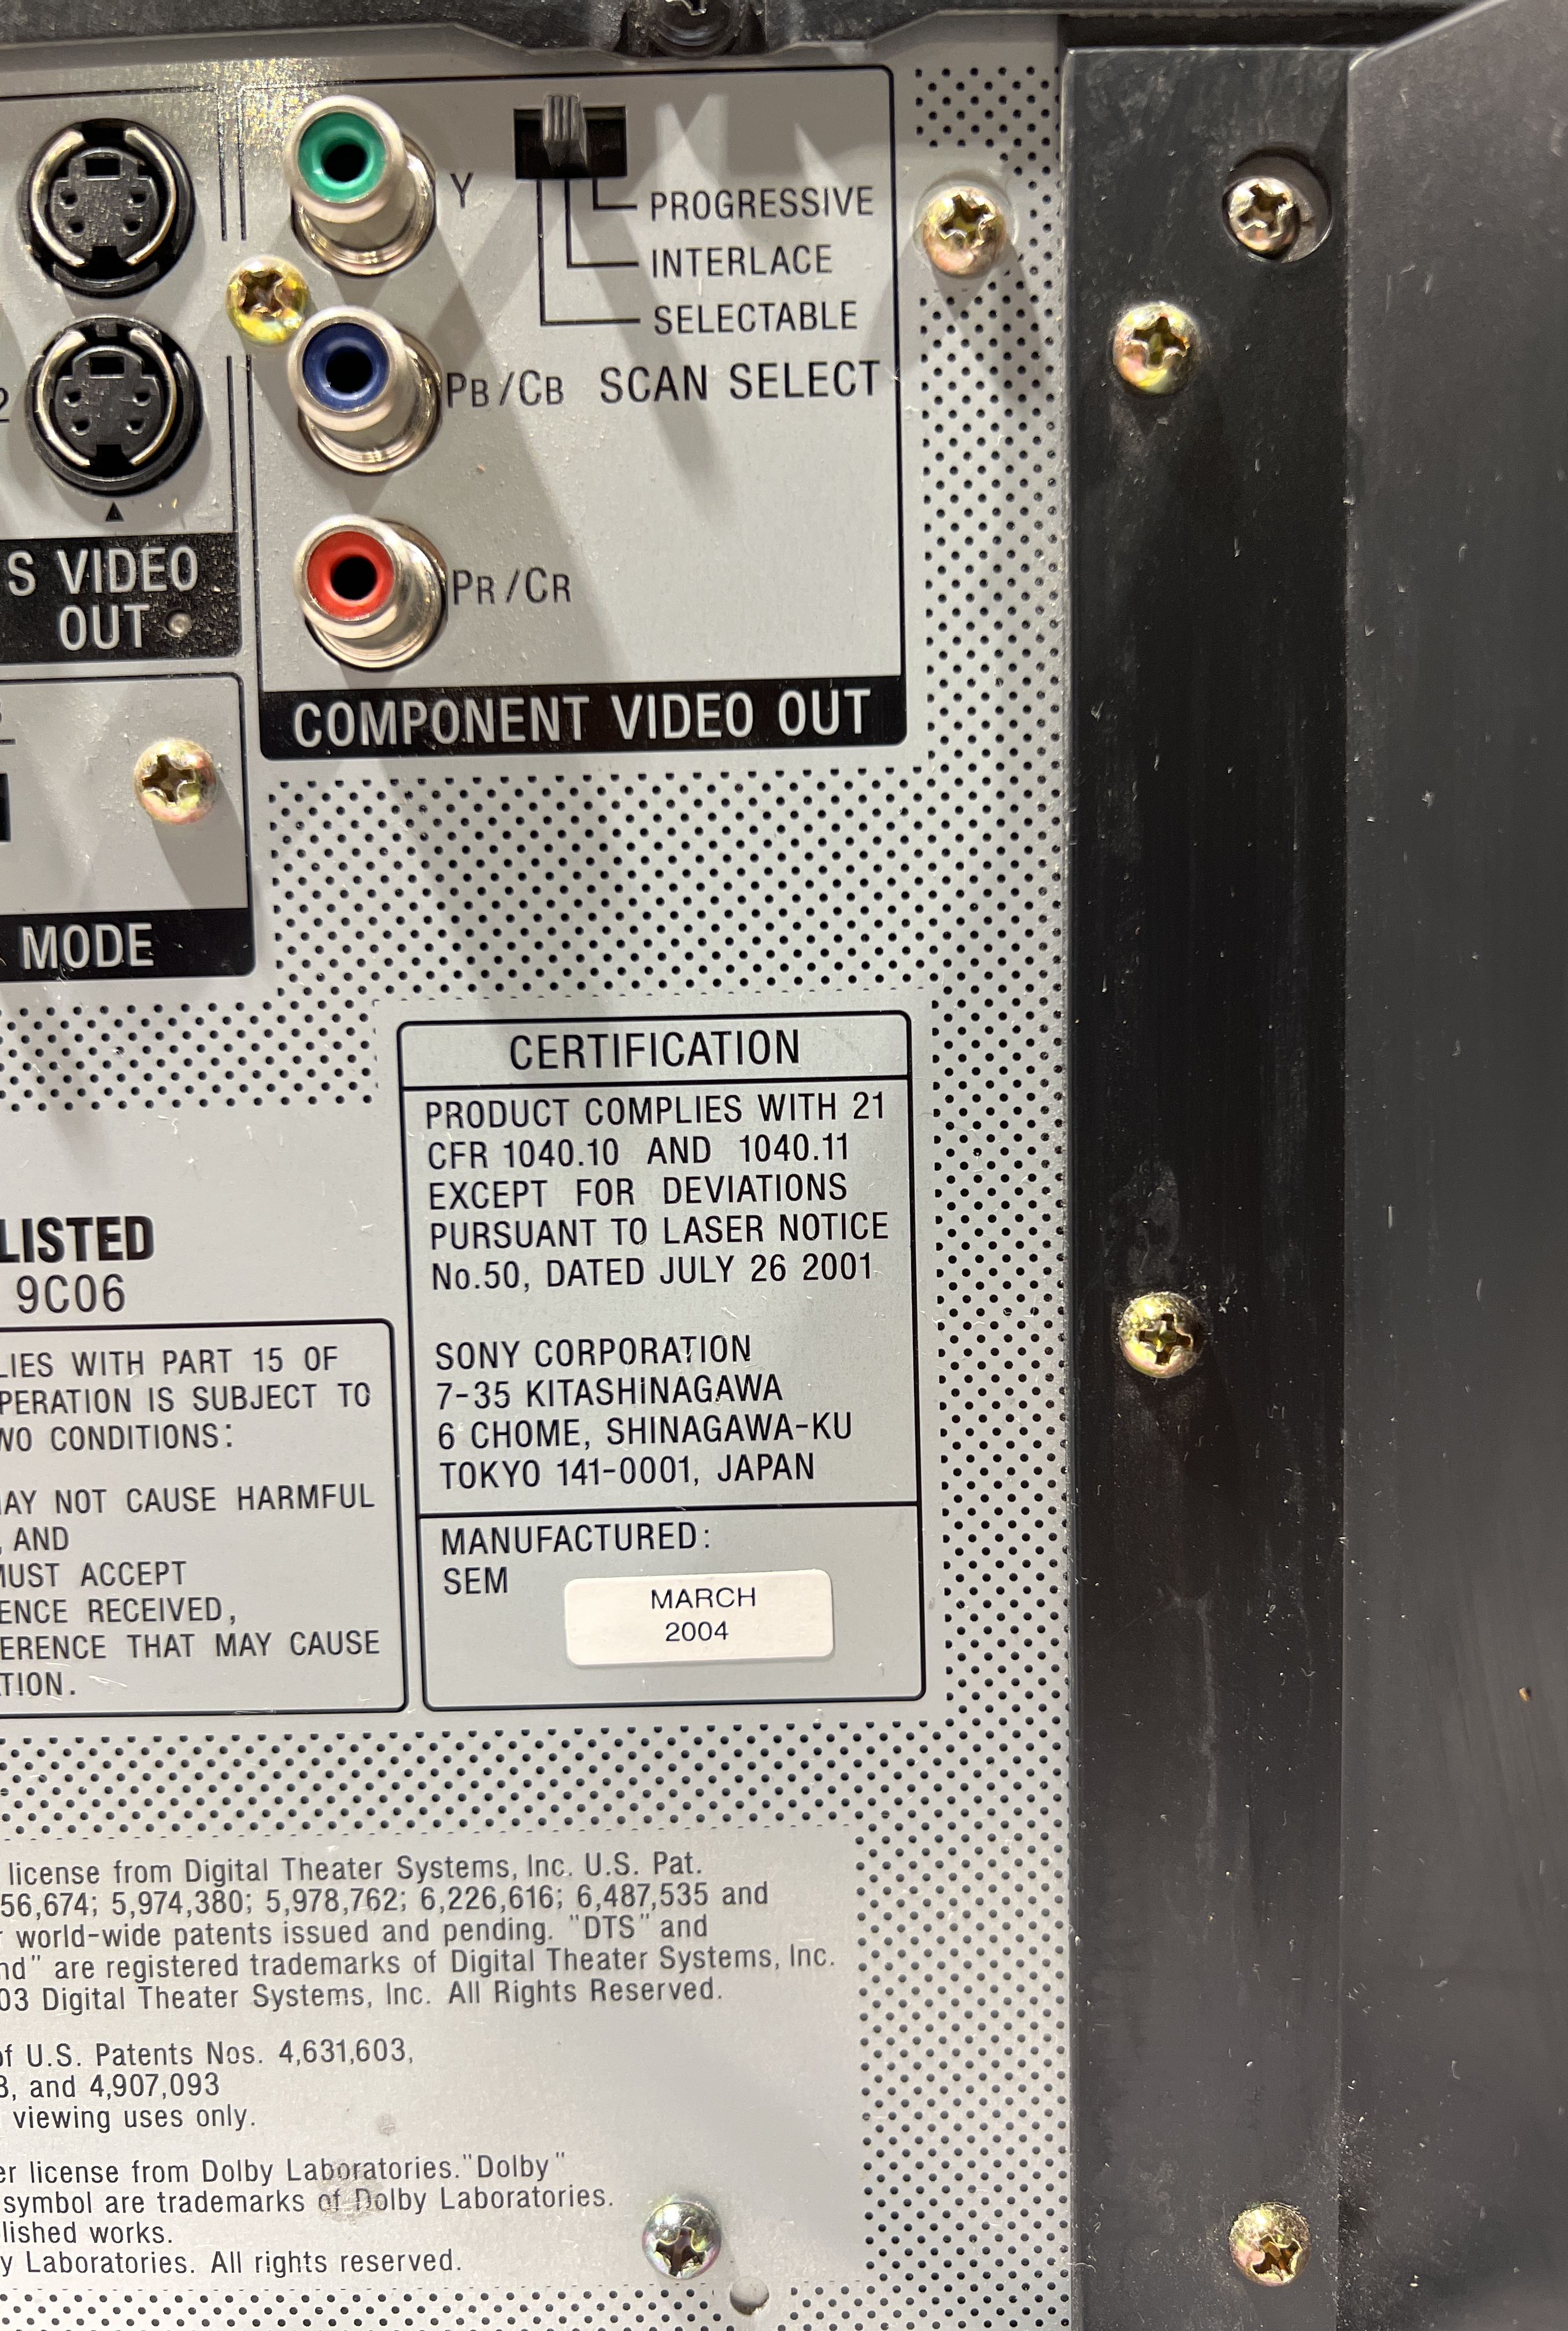 Y
PROGRESSIVE
INTERLACE
SELECTABLE
2
PB/CB SCAN SELECT
PR/CR
S VIDEO
OUT
COMPONENT VIDEO OUT
MODE
CERTIFICATION
PRODUCT COMPLIES WITH 21
CFR 1040.10 AND 1040.11
EXCEPT FOR DEVIATIONS
PURSUANT TO LASER NOTICE
No.50, DATED JULY 26 2001
SONY CORPORATION
7-35 KITASHINAGAWA
6 CHOME, SHINAGAWA-KU
TOKYO 141-0001, JAPAN
MANUFACTURED:
SEM
MARCH
2004
LISTED
9C06
LIES WITH PART 15 OF
PERATION IS SUBJECT TO
WO CONDITIONS:
MAY NOT CAUSE HARMFUL
, AND
MUST ACCEPT
ENCE RECEIVED,
ERENCE THAT MAY CAUSE
TION.
license from Digital Theater Systems, Inc. U.S. Pat.
56,674; 5,974,380; 5,978,762; 6,226,616; 6,487,535 and
r world-wide patents issued and pending. "DTS" and
nd" are registered trademarks of Digital Theater Systems, Inc.
03 Digital Theater Systems, Inc. All Rights Reserved.
of U.S. Patents Nos. 4,631,603,
8, and 4,907,093
viewing uses only.
er license from Dolby Laboratories."Dolby"
symbol are trademarks of Dolby Laboratories.
lished works.
y Laboratories. All rights reserved.